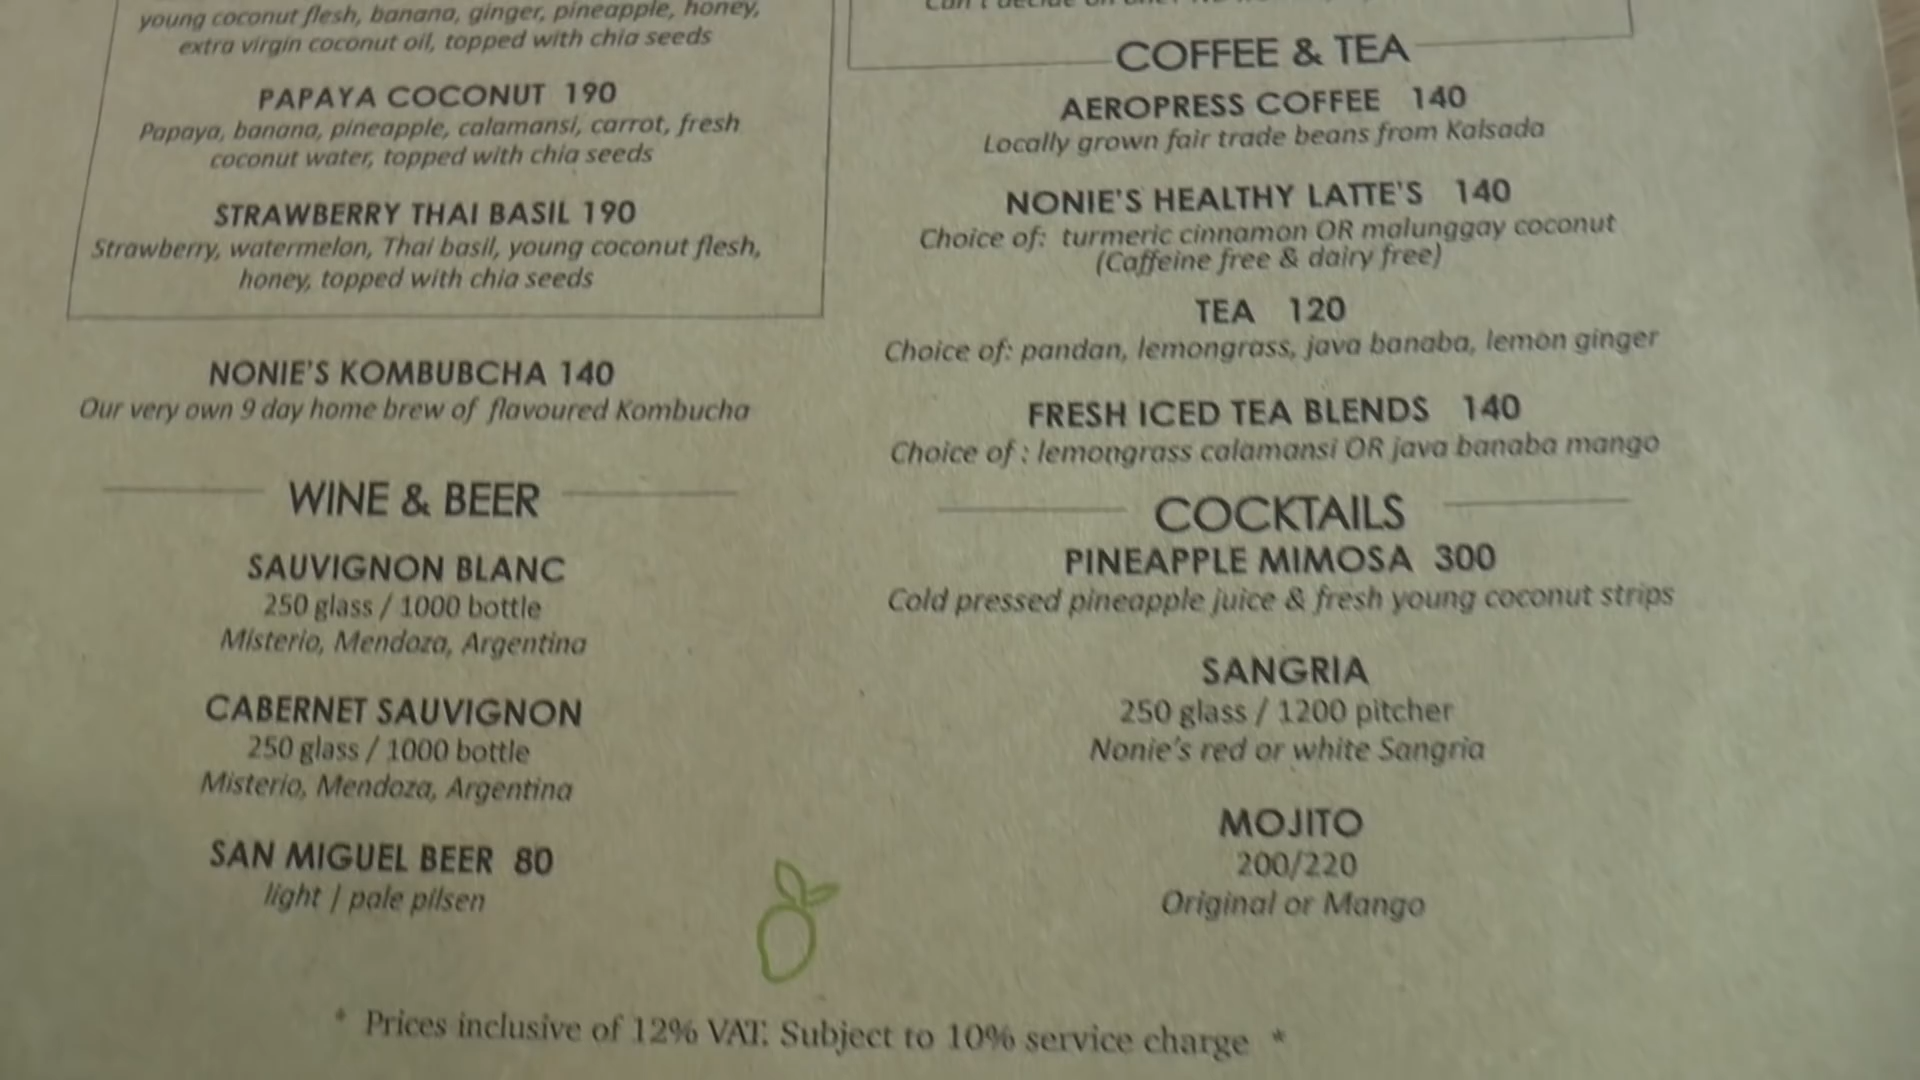 young coconut flesh, banana, ginger, pineapple, honey,
extra virgin coconut oil, topped with chia seeds
PAPAYA COCONUT 190
Papaya, banana, pineapple, calamansi, carrot, fresh
coconut water, topped with chia seeds
STRAWBERRY THAI BASIL 190
Strawberry, watermelon, Thai basil, young coconut flesh,
honey, topped with chia seeds
NONIE'S KOMBUBCHA 140
Our very own 9 day home brew of flavoured Kombucha
WINE & BEER
SAUVIGNON BLANC
250 glass / 1000 bottle
Misterio, Mendoza, Argentina
CABERNET SAUVIGNON
250 glass / 1000 bottle
Misterio, Mendoza, Argentina
SAN MIGUEL BEER 80
light / pale pilsen
COFFEE & TEA
AEROPRESS COFFEE 140
Locally grown fair trade beans from Kalsada
NONIE'S HEALTHY LATTE'S 140
Choice of: turmeric cinnamon OR malunggay coconut
(Caffeine free & dairy free)
TEA 120
Choice of: pandan, lemongrass, java banaba, lemon ginger
FRESH ICED TEA BLENDS 140
Choice of : lemongrass calamansi OR java banaba mango
COCKTAILS
PINEAPPLE MIMOSA 300
Cold pressed pineapple juice & fresh young coconut strips
SANGRIA
250 glass / 1200 pitcher
Nonie's red or white Sangria
MOJITO
200/220
Original or Mango
* Prices inclusive of 12% VAT. Subject to 10% service charge *